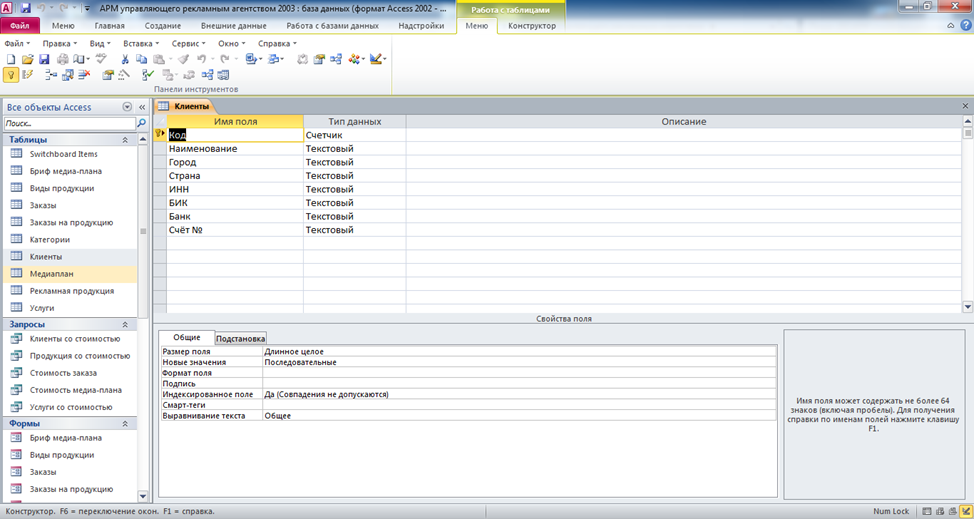 АРМ управляющего рекламным агентством 2003 : база данных (формат Access 2002 - ...
Работа с таблицами
Файл Меню Главная Создание Внешние данные Работа с базами данных Надстройки Меню Конструктор
Файл Правка Вид Вставка Сервис Окно Справка
Панели инструментов
Все объекты Access
Клиенты
Поиск...
Имя поля Тип данных Описание
Код Счетчик
Наименование Текстовый
Город Текстовый
Страна Текстовый
ИНН Текстовый
БИК Текстовый
Банк Текстовый
Счёт № Текстовый
Таблицы
Switchboard Items
Бриф медиа-плана
Виды продукции
Заказы
Заказы на продукцию
Категории
Клиенты
Медиаплан
Рекламная продукция
Услуги
Запросы
Клиенты со стоимостью
Продукция со стоимостью
Стоимость заказа
Стоимость медиа-плана
Услуги со стоимостью
Формы
Бриф медиа-плана
Виды продукции
Заказы
Заказы на продукцию
Свойства поля
Общие Подстановка
Размер поля Длинное целое
Новые значения Последовательные
Формат поля
Подпись
Индексированное поле Да (Совпадения не допускаются)
Смарт-теги
Выравнивание текста Общее
Имя поля может содержать не более 64
знаков (включая пробелы). Для получения
справки по именам полей нажмите клавишу
F1.
Конструктор. F6 = переключение окон. F1 = справка.
Num Lock